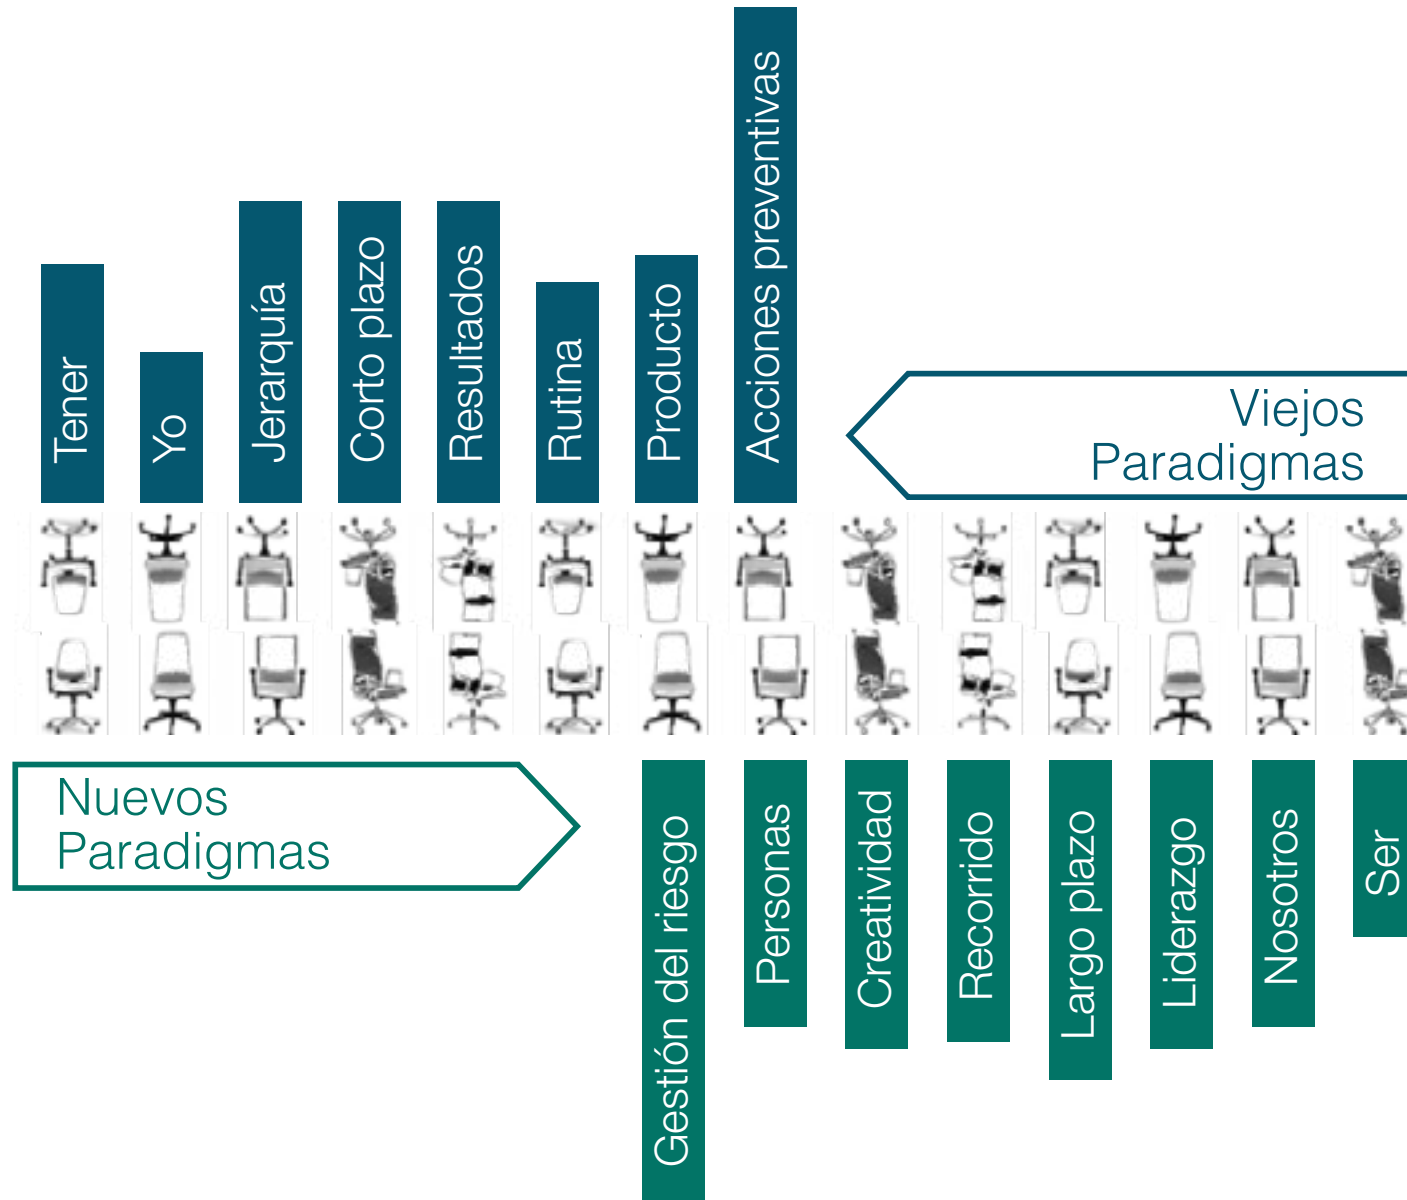 Tener
Yo
Jerarquía
Corto plazo
Resultados
Rutina
Producto
Acciones preventivas
Viejos
Paradigmas
Nuevos
Paradigmas
Gestión del riesgo
Personas
Creatividad
Recorrido
Largo plazo
Liderazgo
Nosotros
Ser